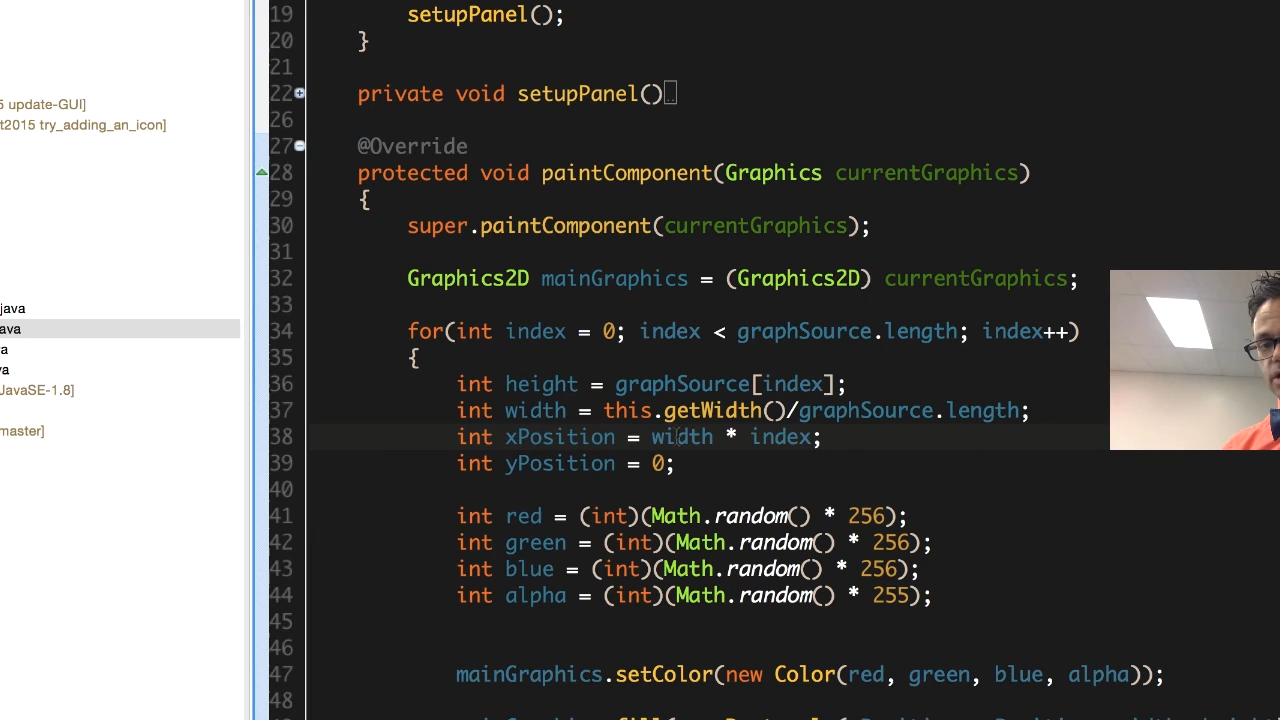 19 setupPanel();
20 }
21
5 update-GUI]
22 private void setupPanel()
t2015 try_adding_an_icon]
26
27 @Override
28 protected void paintComponent(Graphics currentGraphics)
29 {
30 super.paintComponent(currentGraphics);
31
32 Graphics2D mainGraphics = (Graphics2D) currentGraphics;
33
java
34 for(int index = 0; index < graphSource.length; index++)
ava
35 {
a
va
36 int height = graphSource[index];
JavaSE-1.8]
37 int width = this.getWidth()/graphSource.length;
master]
38 int xPosition = width * index;
39 int yPosition = 0;
40
41 int red = (int)(Math.random() * 256);
42 int green = (int)(Math.random() * 256);
43 int blue = (int)(Math.random() * 256);
44 int alpha = (int)(Math.random() * 255);
45
46
47 mainGraphics.setColor(new Color(red, green, blue, alpha));
48